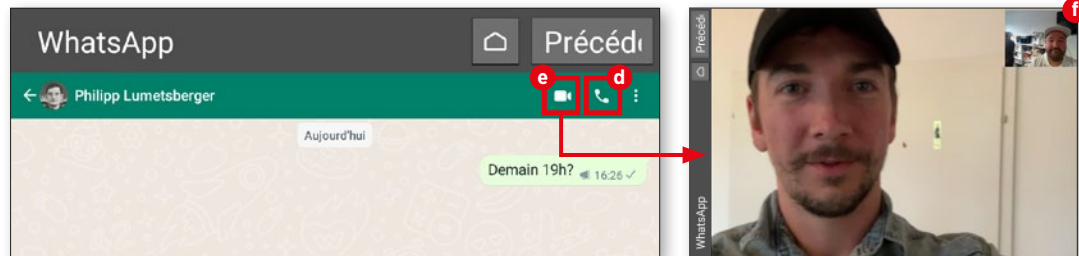 WhatsApp
Précéd
Philipp Lumetsberger
e
d
Aujourd'hui
Demain 19h? 16:26
f
Précéd
WhatsApp